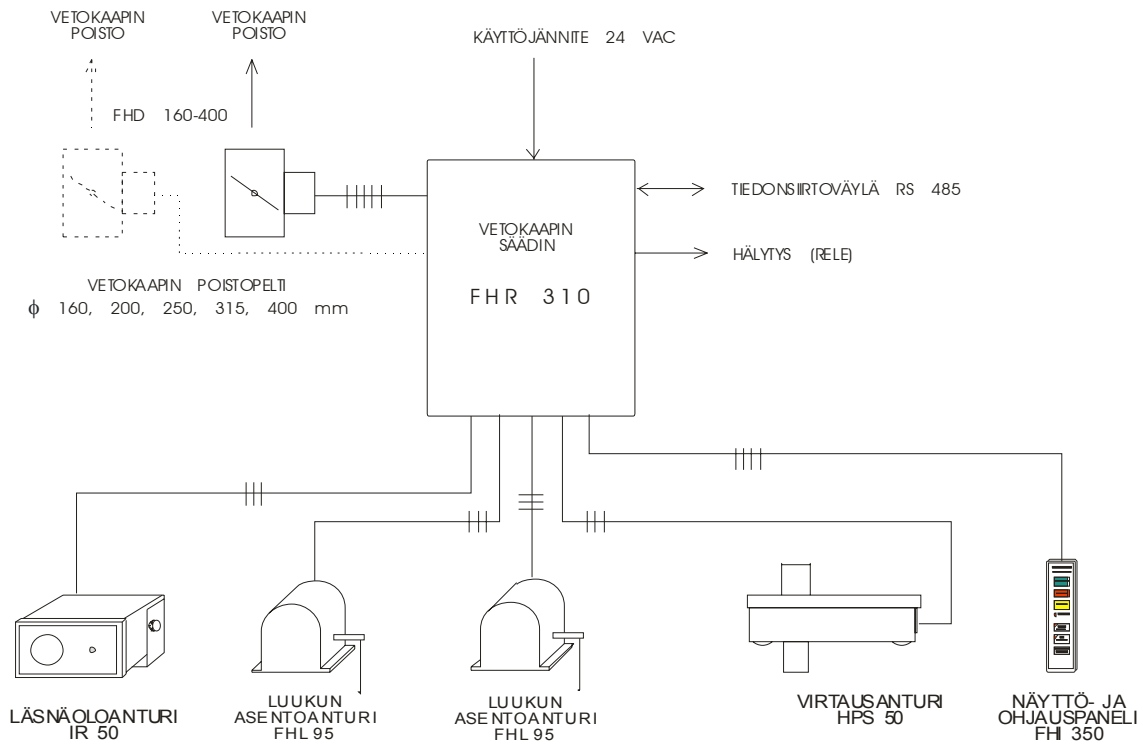 VETOKAAPIN
POISTO
VETOKAAPIN
POISTO
KÄYTTÖJÄNNITE 24 VAC
FHD 160-400
TIEDONSIIRTOVÄYLÄ RS 485
VETOKAAPIN
SÄÄDIN
HÄLYTYS (RELE)
FHR 310
VETOKAAPIN POISTOPELTI
ϕ 160, 200, 250, 315, 400 mm
LÄSNÄOLOANTURI
IR 50
LUUKUN
ASENTOANTURI
FHL 95
LUUKUN
ASENTOANTURI
FHL 95
VIRTAUSANTURI
HPS 50
NÄYTTÖ- JA
OHJAUSPANELI
FHI 350